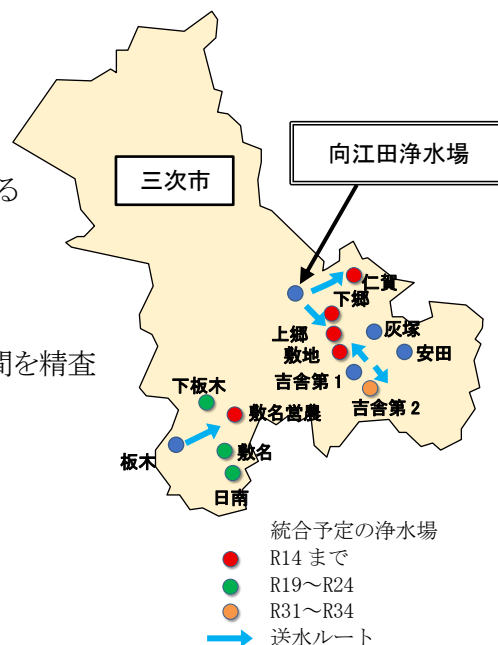 向江田浄水場
三次市
る
仁賀
下郷
上郷
灰塚
敷地
安田
間を精査
吉舎第1
下板木
吉舎第2
敷名営農
板木
敷名
日南
統合予定の浄水場
R14まで
R19～R24
R31～R34
送水ルート